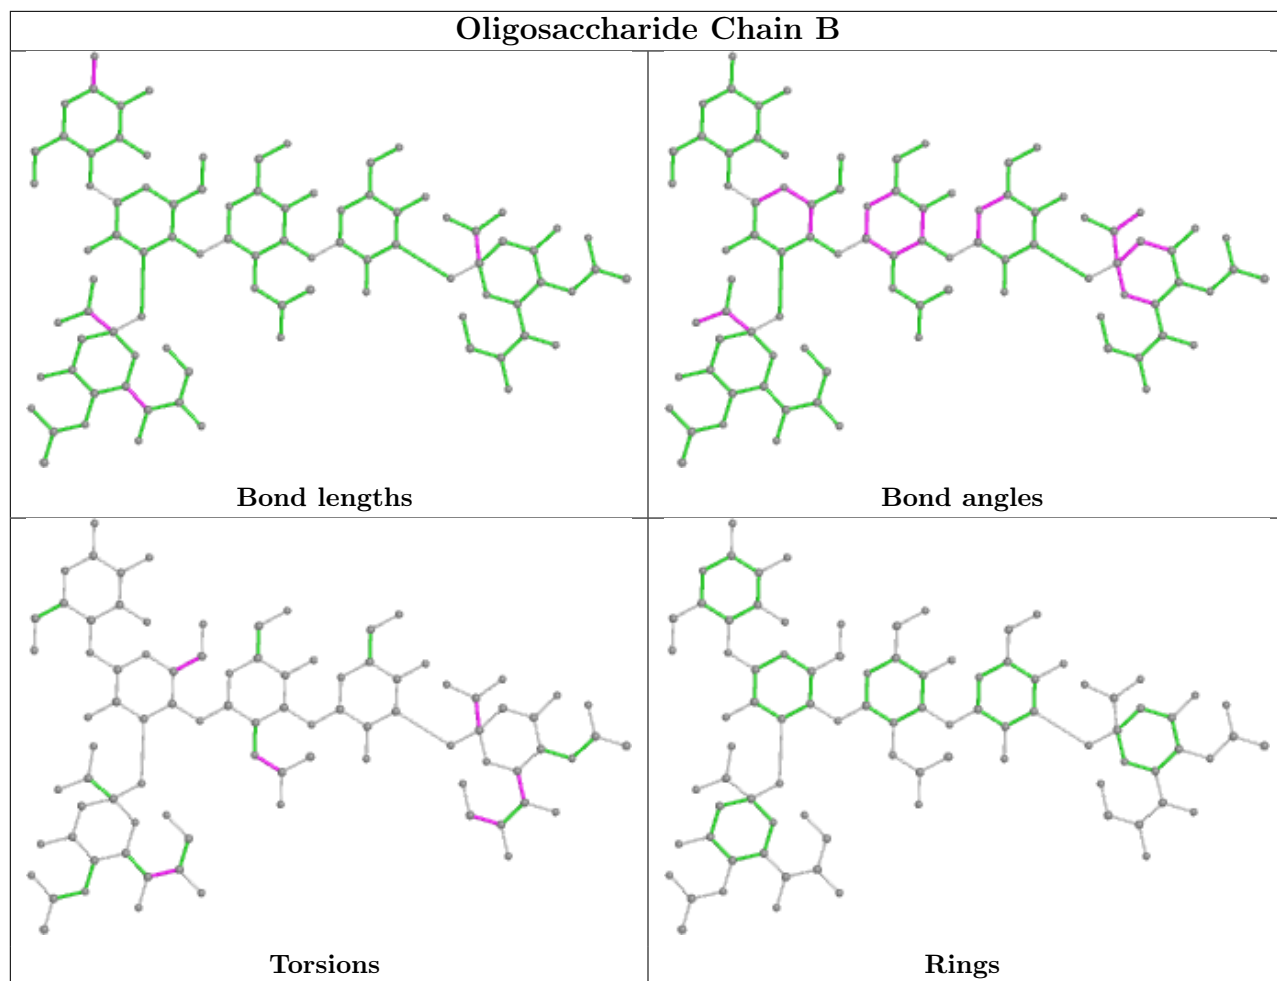 Oligosaccharide Chain B
Bond lengths
Bond angles
Torsions
Rings